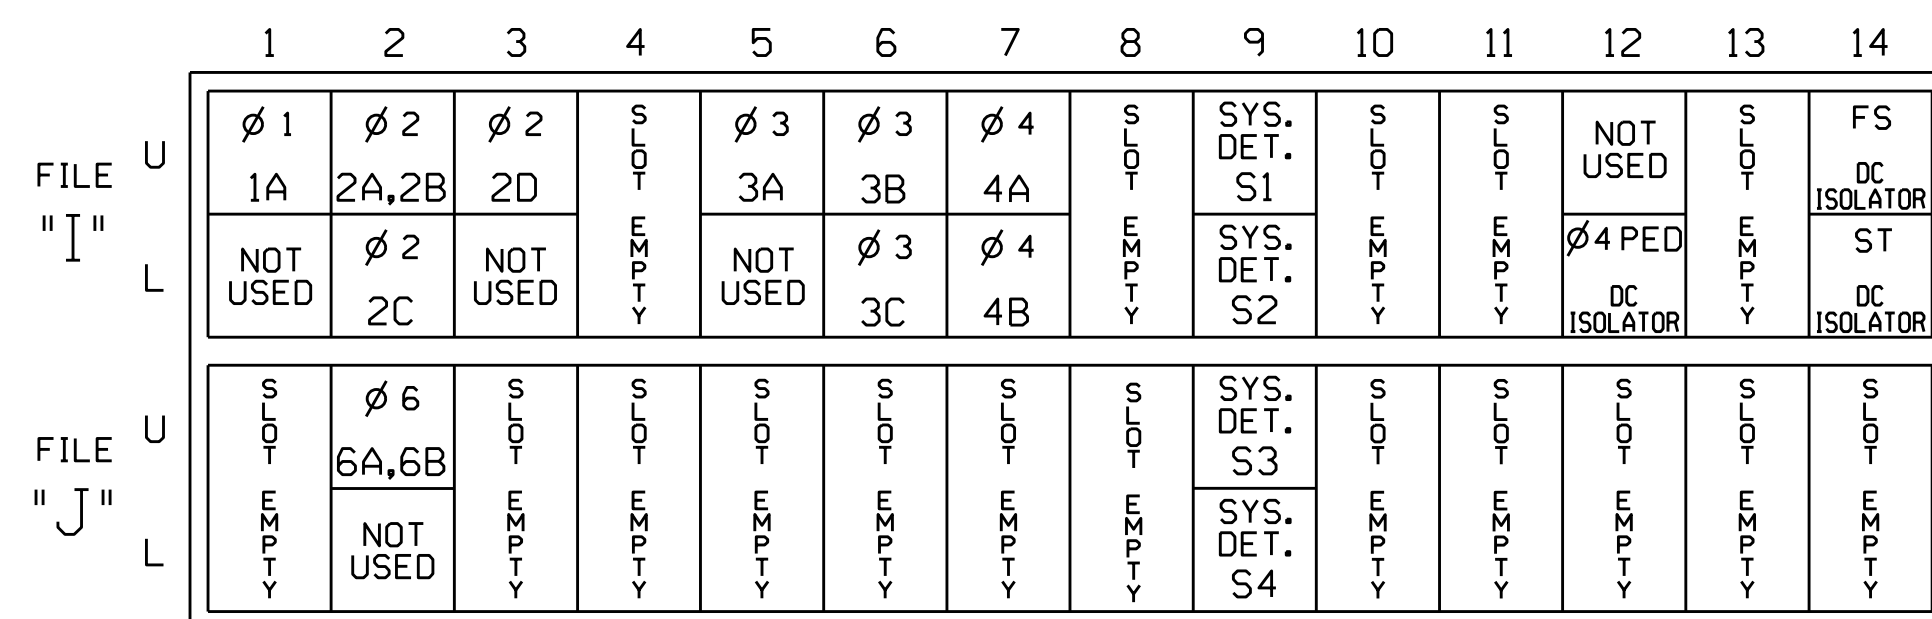 1 2 3 4 5 6 7 8 9 10 11 12 13 14
FILE
"I"
U
L
Ø 1
1A
NOT
USED
Ø 2
2A,2B
Ø 2
2C
Ø 2
2D
NOT
USED
SLOT EMPTY
Ø 3
3A
NOT
USED
Ø 3
3B
Ø 3
3C
Ø 4
4A
Ø 4
4B
SLOT EMPTY
SYS.
DET.
S1
SYS.
DET.
S2
SLOT EMPTY
SLOT EMPTY
NOT
USED
Ø4 PED
DC
ISOLATOR
SLOT EMPTY
FS
DC
ISOLATOR
ST
DC
ISOLATOR
FILE
"J"
U
L
SLOT EMPTY
Ø 6
6A,6B
NOT
USED
SLOT EMPTY
SLOT EMPTY
SLOT EMPTY
SLOT EMPTY
SLOT EMPTY
SLOT EMPTY
SYS.
DET.
S3
SYS.
DET.
S4
SLOT EMPTY
SLOT EMPTY
SLOT EMPTY
SLOT EMPTY
SLOT EMPTY